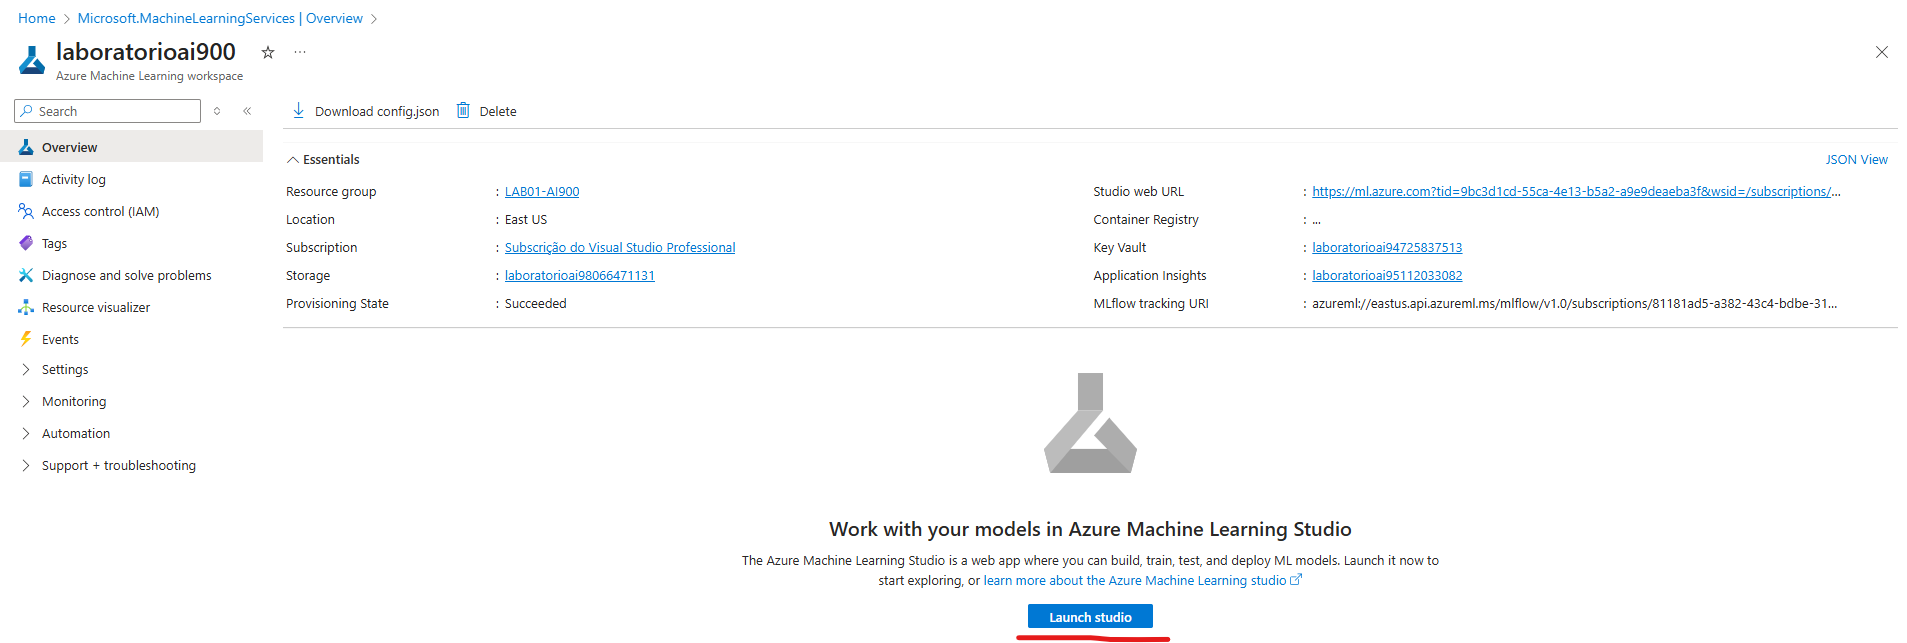 Home > Microsoft.MachineLearningServices | Overview >
laboratorioai900
Azure Machine Learning workspace
Search
Overview
Activity log
Access control (IAM)
Tags
Diagnose and solve problems
Resource visualizer
Events
Settings
Monitoring
Automation
Support + troubleshooting
Download config.json Delete
Essentials JSON View
Resource group : LAB01-AI900
Location : East US
Subscription : Subscrição do Visual Studio Professional
Storage : laboratorioai98066471131
Provisioning State : Succeeded
Studio web URL : https://ml.azure.com?tid=9bc3d1cd-55ca-4e13-b5a2-a9e9deaeba3f&wsid=/subscriptions/...
Container Registry : ...
Key Vault : laboratorioai94725837513
Application Insights : laboratorioai95112033082
MLflow tracking URI : azureml://eastus.api.azureml.ms/mlflow/v1.0/subscriptions/81181ad5-a382-43c4-bdbe-31...
Work with your models in Azure Machine Learning Studio
The Azure Machine Learning Studio is a web app where you can build, train, test, and deploy ML models. Launch it now to
start exploring, or learn more about the Azure Machine Learning studio
Launch studio